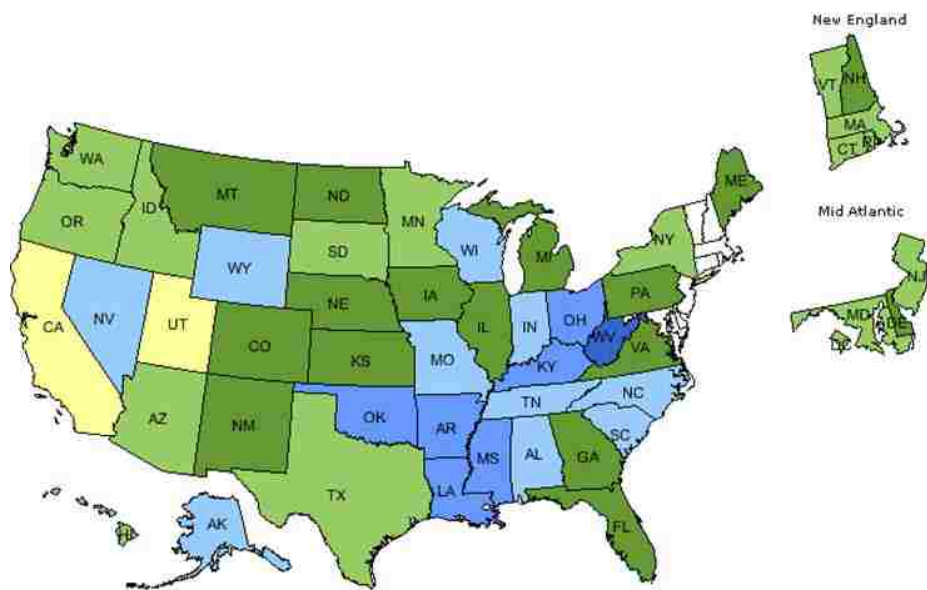 New England
VT
NH
MA
CT
RI
WA
MT
ND
MN
ME
OR
ID
SD
WI
MI
NY
Mid Atlantic
WY
NE
IA
PA
NJ
CA
NV
UT
CO
KS
MO
IL
IN
OH
WV
VA
KY
MD
DE
DC
AZ
NM
OK
AR
TN
NC
SC
MS
AL
GA
LA
TX
FL
AK
HI